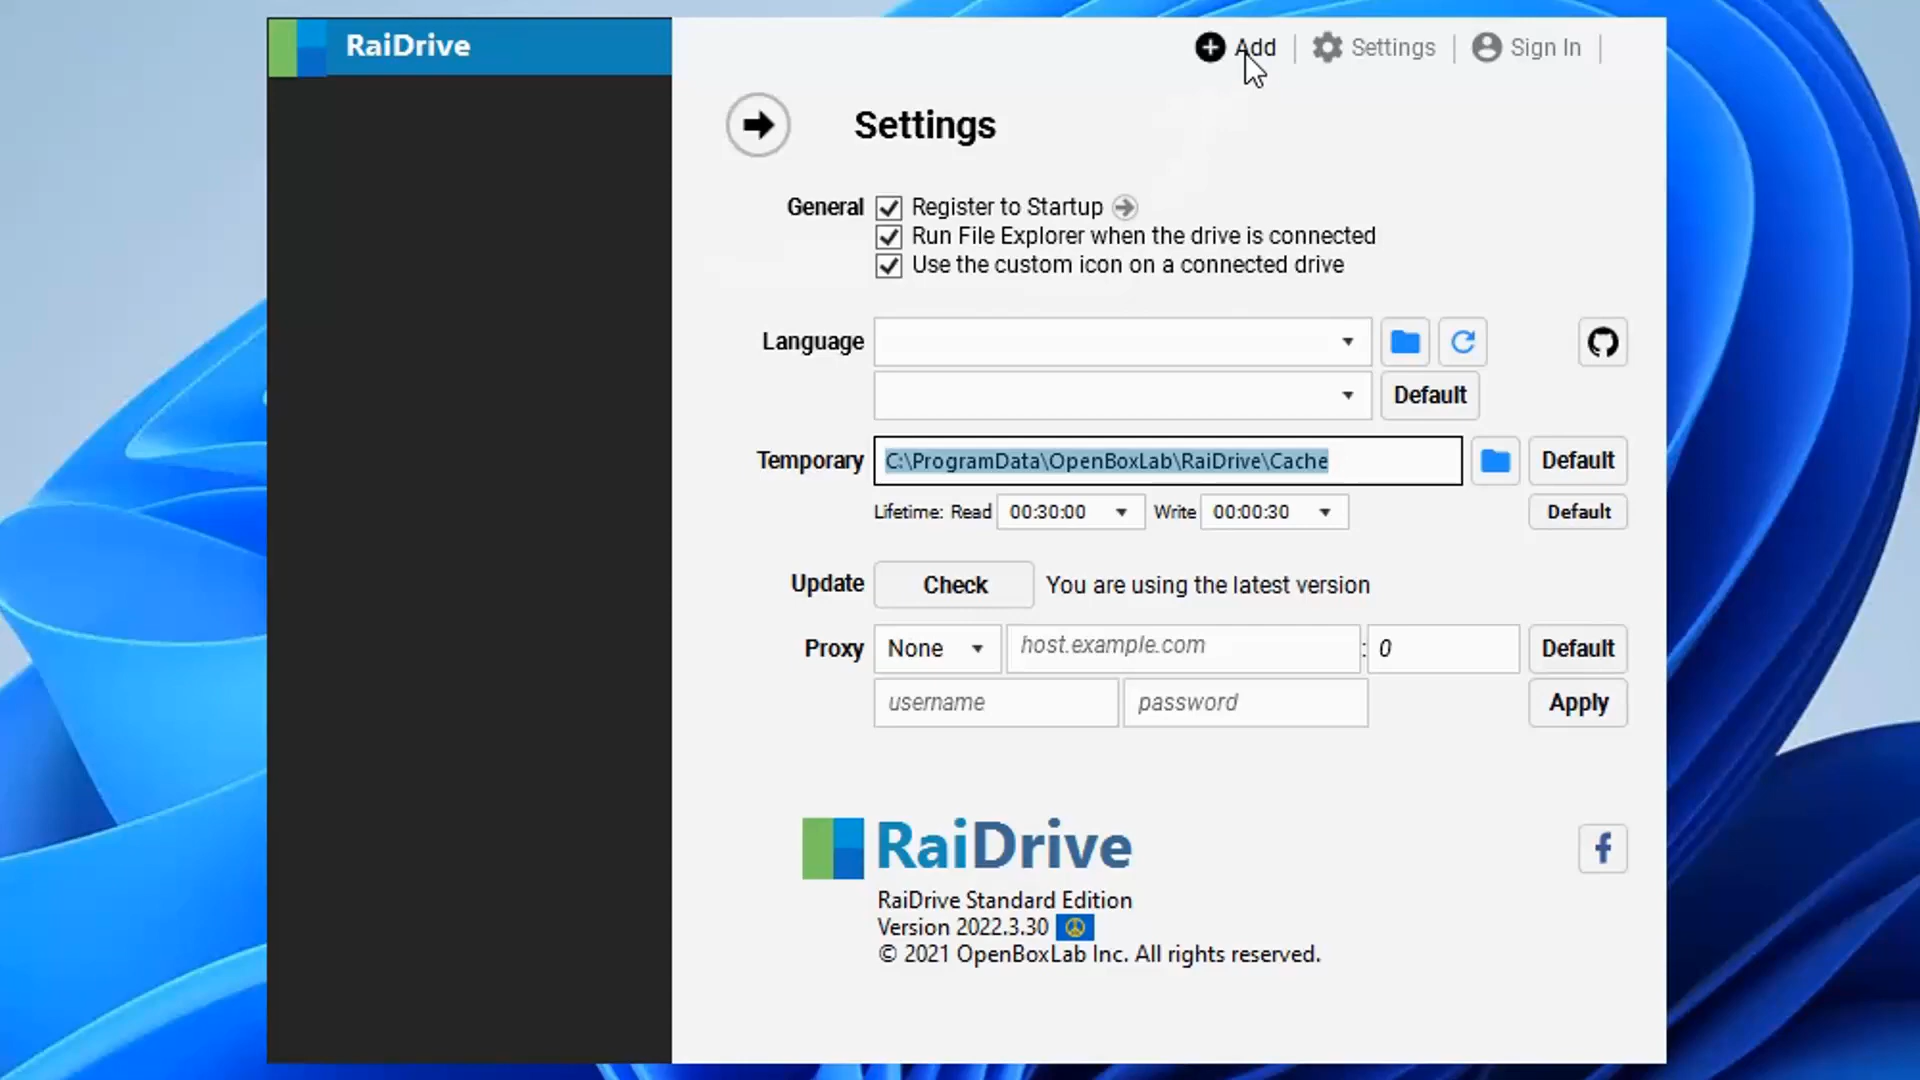 RaiDrive
Add
Settings
Sign In
Settings
General
Register to Startup
Run File Explorer when the drive is connected
Use the custom icon on a connected drive
Language
Default
Temporary C:\ProgramData\OpenBoxLab\RaiDrive\Cache Default
Lifetime: Read 00:30:00 Write 00:00:30 Default
Update Check You are using the latest version
Proxy None host.example.com : 0 Default
username password Apply
RaiDrive
RaiDrive Standard Edition
Version 2022.3.30
© 2021 OpenBoxLab Inc. All rights reserved.